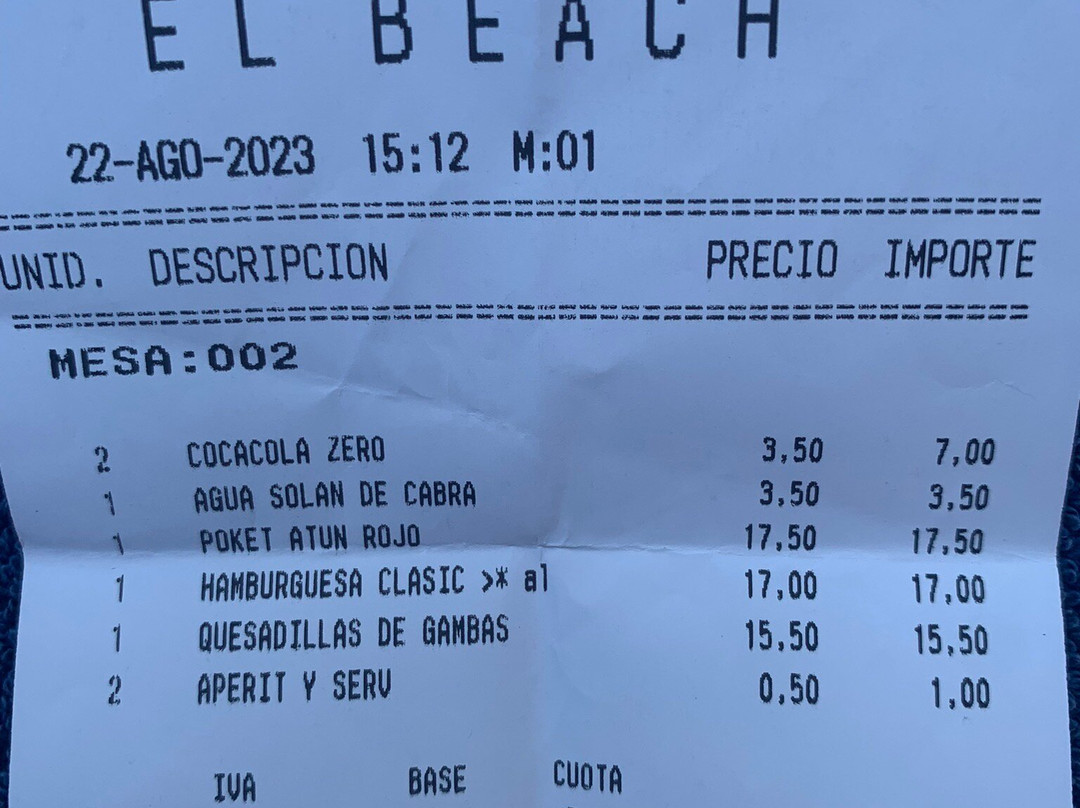 EL BEACH
22-AGO-2023 15:12 M:01
UNID. DESCRIPCION PRECIO IMPORTE
MESA:002
2 COCACOLA ZERO 3,50 7,00
1 AGUA SOLAN DE CABRA 3,50 3,50
1 POKET ATUN ROJO 17,50 17,50
1 HAMBURGUESA CLASIC >* al 17,00 17,00
1 QUESADILLAS DE GAMBAS 15,50 15,50
2 APERIT Y SERV 0,50 1,00
IVA BASE CUOTA